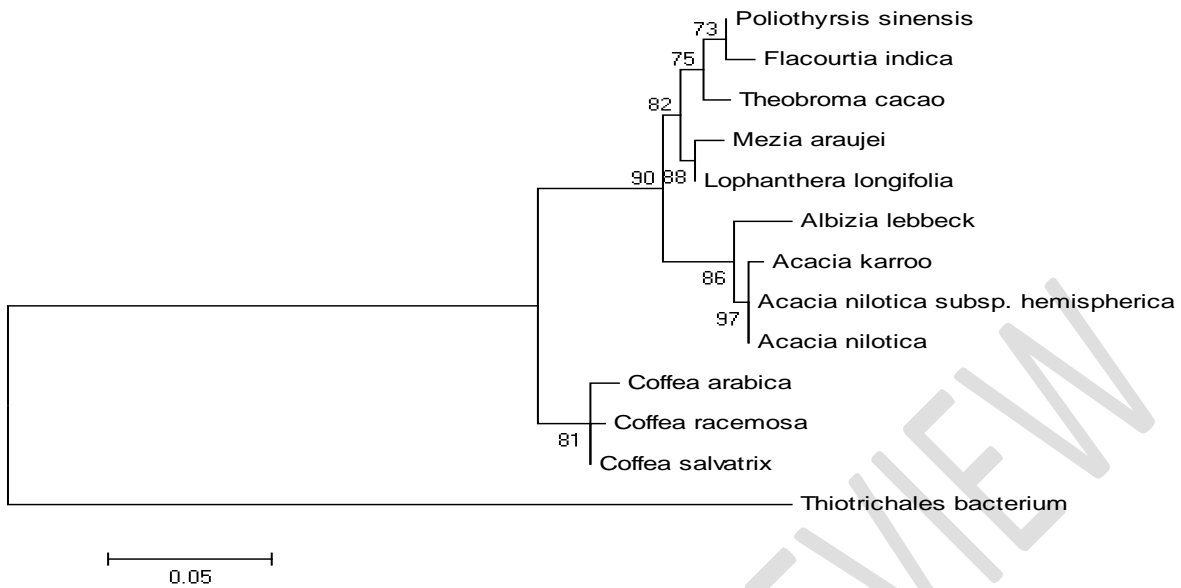 Poliothyrsis sinensis
73
Flacourtia indica
75
Theobroma cacao
82
Mezia araujei
90
88
Lophanthera longifolia
Albizia lebbeck
86
Acacia karroo
Acacia nilotica subsp. hemispherica
97
Acacia nilotica
Coffea arabica
Coffea racemosa
81
Coffea salvatrix
Thiotrichales bacterium
0.05